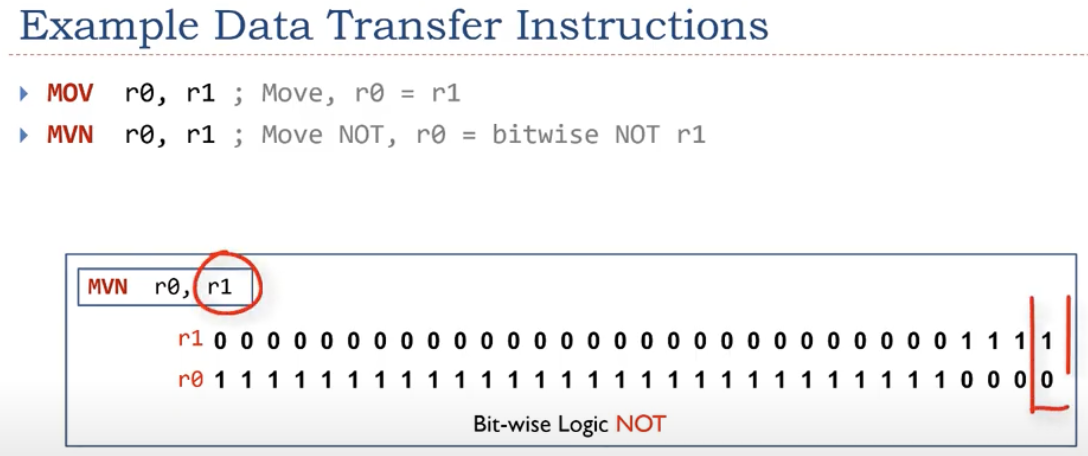 Example Data Transfer Instructions
MOV r0, r1 ; Move, r0 = r1
MVN r0, r1 ; Move NOT, r0 = bitwise NOT r1
MVN r0, r1
r1 0 0 0 0 0 0 0 0 0 0 0 0 0 0 0 0 0 0 0 0 0 0 0 0 0 0 0 0 1 1 1 1
r0 1 1 1 1 1 1 1 1 1 1 1 1 1 1 1 1 1 1 1 1 1 1 1 1 1 1 1 1 0 0 0 0
Bit-wise Logic NOT